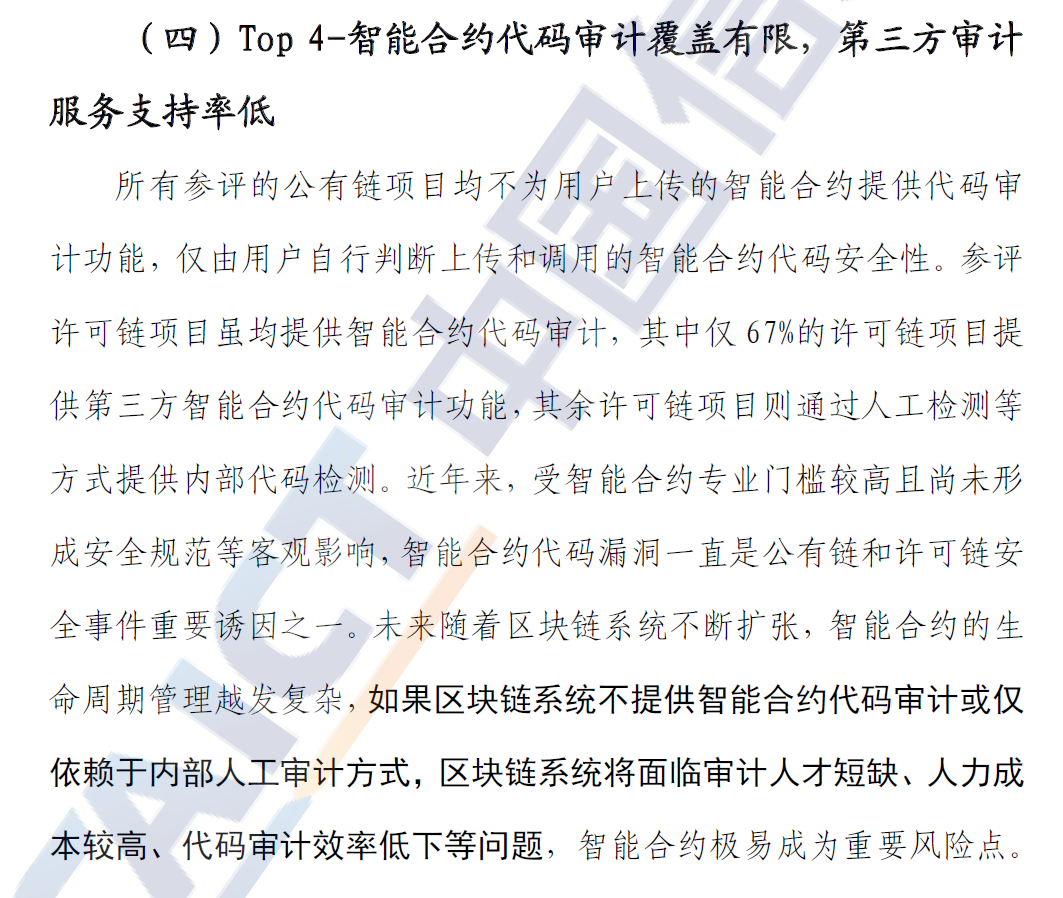 （四）Top 4-智能合约代码审计覆盖有限，第三方审计
服务支持率低
所有参评的公有链项目均不为用户上传的智能合约提供代码审
计功能，仅由用户自行判断上传和调用的智能合约代码安全性。参评
许可链项目虽均提供智能合约代码审计，其中仅 67%的许可链项目提
供第三方智能合约代码审计功能，其余许可链项目则通过人工检测等
方式提供内部代码检测。近年来，受智能合约专业门槛较高且尚未形
成安全规范等客观影响，智能合约代码漏洞一直是公有链和许可链安
全事件重要诱因之一。未来随着区块链系统不断扩张，智能合约的生
命周期管理越发复杂，如果区块链系统不提供智能合约代码审计或仅
依赖于内部人工审计方式，区块链系统将面临审计人才短缺、人力成
本较高、代码审计效率低下等问题，智能合约极易成为重要风险点。
CAICT 中国信